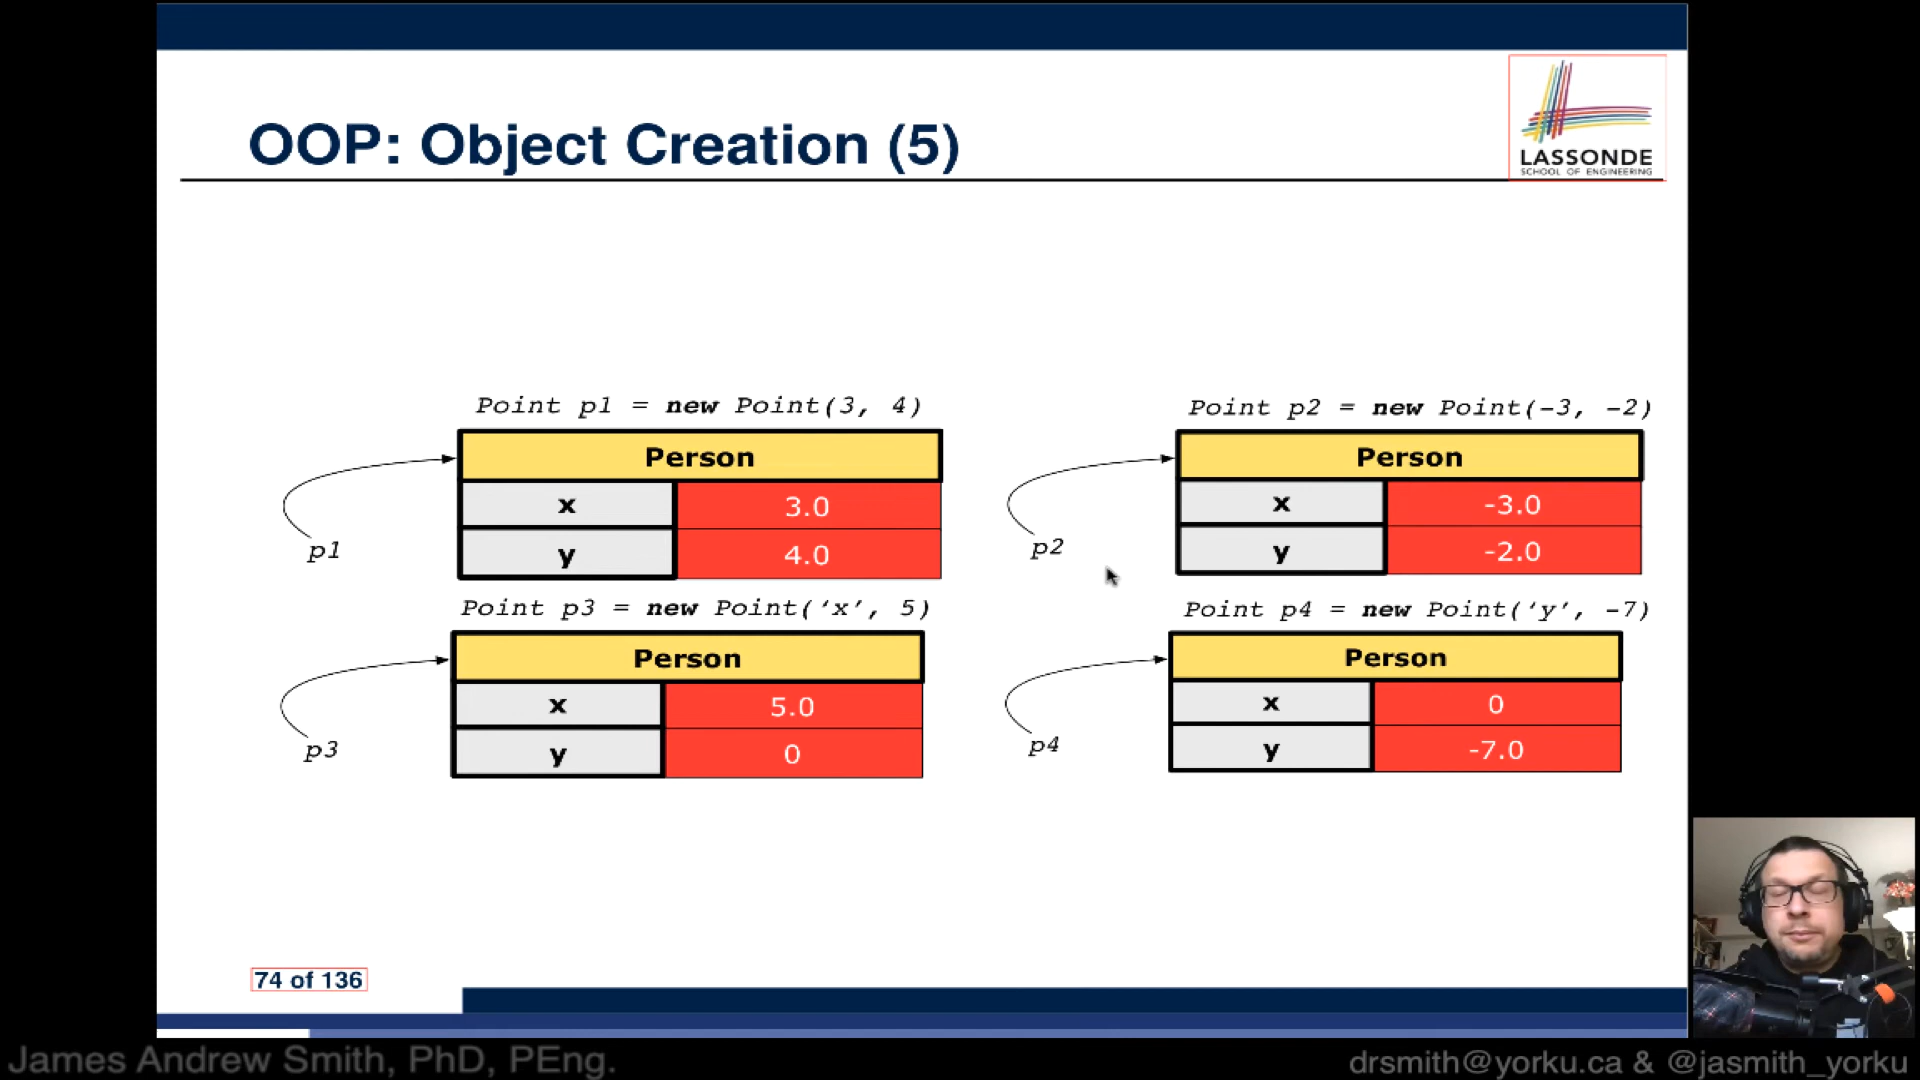 OOP: Object Creation (5)
LASSONDE
SCHOOL OF ENGINEERING
Point p1 = new Point(3, 4)
Person
x 3.0
y 4.0
p1
Point p2 = new Point(-3, -2)
Person
x -3.0
y -2.0
p2
Point p3 = new Point(‘x’, 5)
Person
x 5.0
y 0
p3
Point p4 = new Point(‘y’, -7)
Person
x 0
y -7.0
p4
74 of 136
James Andrew Smith, PhD, PEng.
drsmith@yorku.ca & @jasmith_yorku